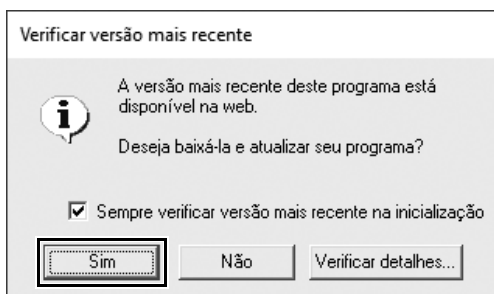 Verificar versão mais recente
A versão mais recente deste programa está
disponível na web.
Deseja baixá-la e atualizar seu programa?
Sempre verificar versão mais recente na inicialização
Sim
Não
Verificar detalhes...